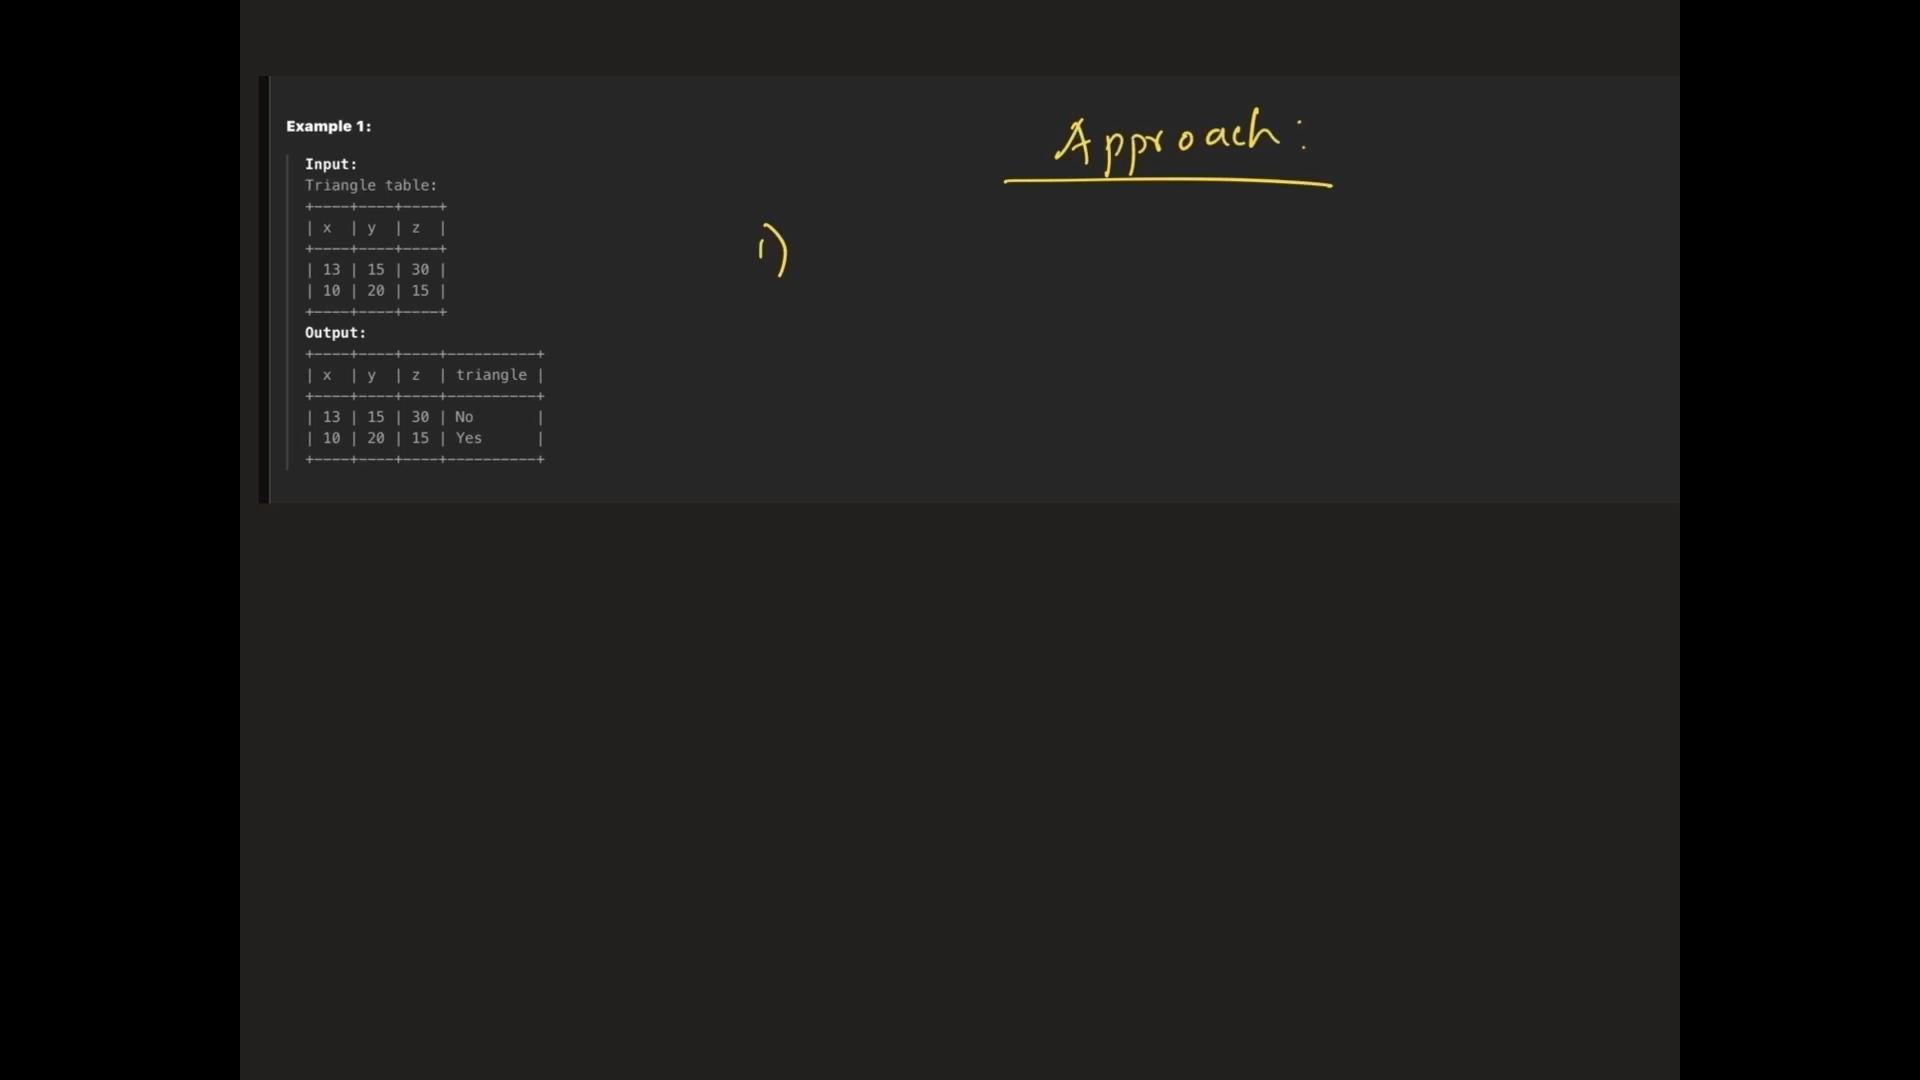 Example 1:
Approach:
Input:
Triangle table:
+----+----+----+
| x  | y  | z  |
+----+----+----+
1)
| 13 | 15 | 30 |
| 10 | 20 | 15 |
+----+----+----+
Output:
+----+----+----+----------+
| x  | y  | z  | triangle |
+----+----+----+----------+
| 13 | 15 | 30 | No       |
| 10 | 20 | 15 | Yes      |
+----+----+----+----------+